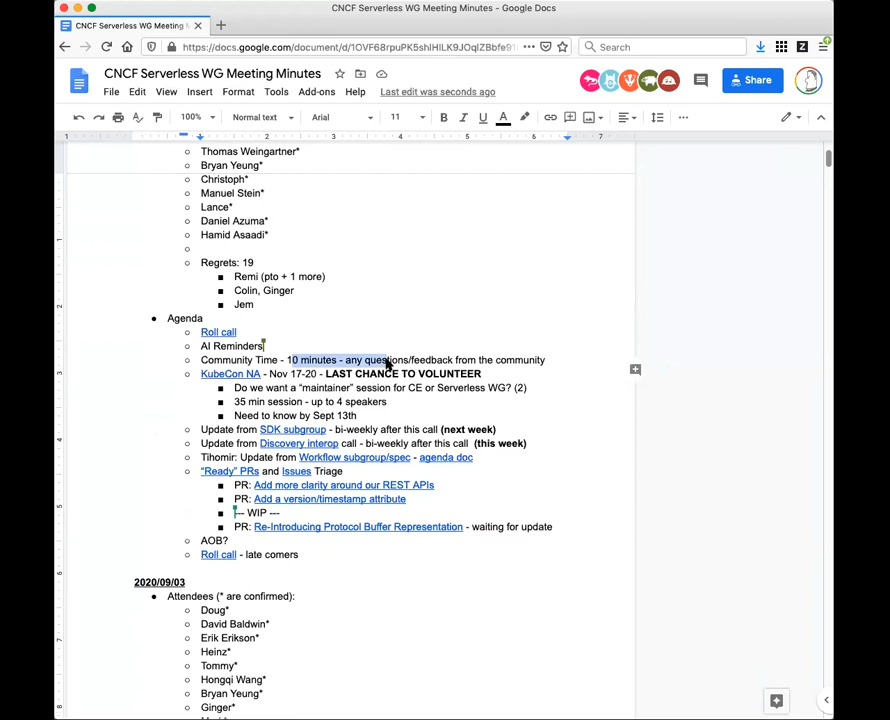 CNCF Serverless WG Meeting Minutes - Google Docs
CNCF Serverless WG Meeting Minutes
https://docs.google.com/document/d/1OVF68rpuPK5shIHILK9JOqlZBbfe91
Search
CNCF Serverless WG Meeting Minutes
Share
File Edit View Insert Format Tools Add-ons Help Last edit was seconds ago
100% Normal text Arial 11 B I U A
1 1 2 3 4 5 6 7
Thomas Weingartner*
Bryan Yeung*
Christoph*
Manuel Stein*
Lance*
Daniel Azuma*
Hamid Asaadi*
Regrets: 19
Remi (pto + 1 more)
Colin, Ginger
Jem
Agenda
Roll call
AI Reminders
Community Time - 10 minutes - any questions/feedback from the community
KubeCon NA - Nov 17-20 - LAST CHANCE TO VOLUNTEER
Do we want a “maintainer” session for CE or Serverless WG? (2)
35 min session - up to 4 speakers
Need to know by Sept 13th
Update from SDK subgroup - bi-weekly after this call (next week)
Update from Discovery interop call - bi-weekly after this call (this week)
Tihomir: Update from Workflow subgroup/spec - agenda doc
“Ready” PRs and Issues Triage
PR: Add more clarity around our REST APIs
PR: Add a version/timestamp attribute
--- WIP ---
PR: Re-Introducing Protocol Buffer Representation - waiting for update
AOB?
Roll call - late comers
2020/09/03
Attendees (* are confirmed):
Doug*
David Baldwin*
Erik Erikson*
Heinz*
Tommy*
Hongqi Wang*
Bryan Yeung*
Ginger*